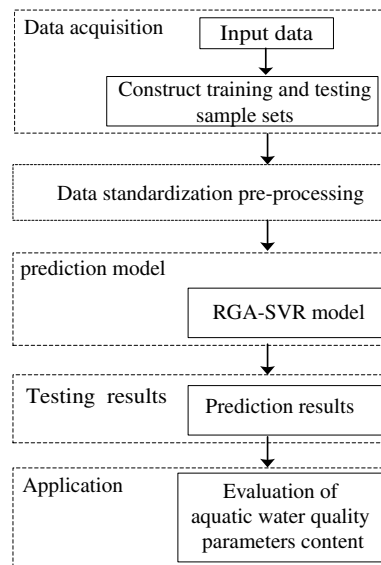 Data acquisition
Input data
Construct training and testing
sample sets
Data standardization pre-processing
prediction model
RGA-SVR model
Testing results
Prediction results
Application
Evaluation of
aquatic water quality
parameters content